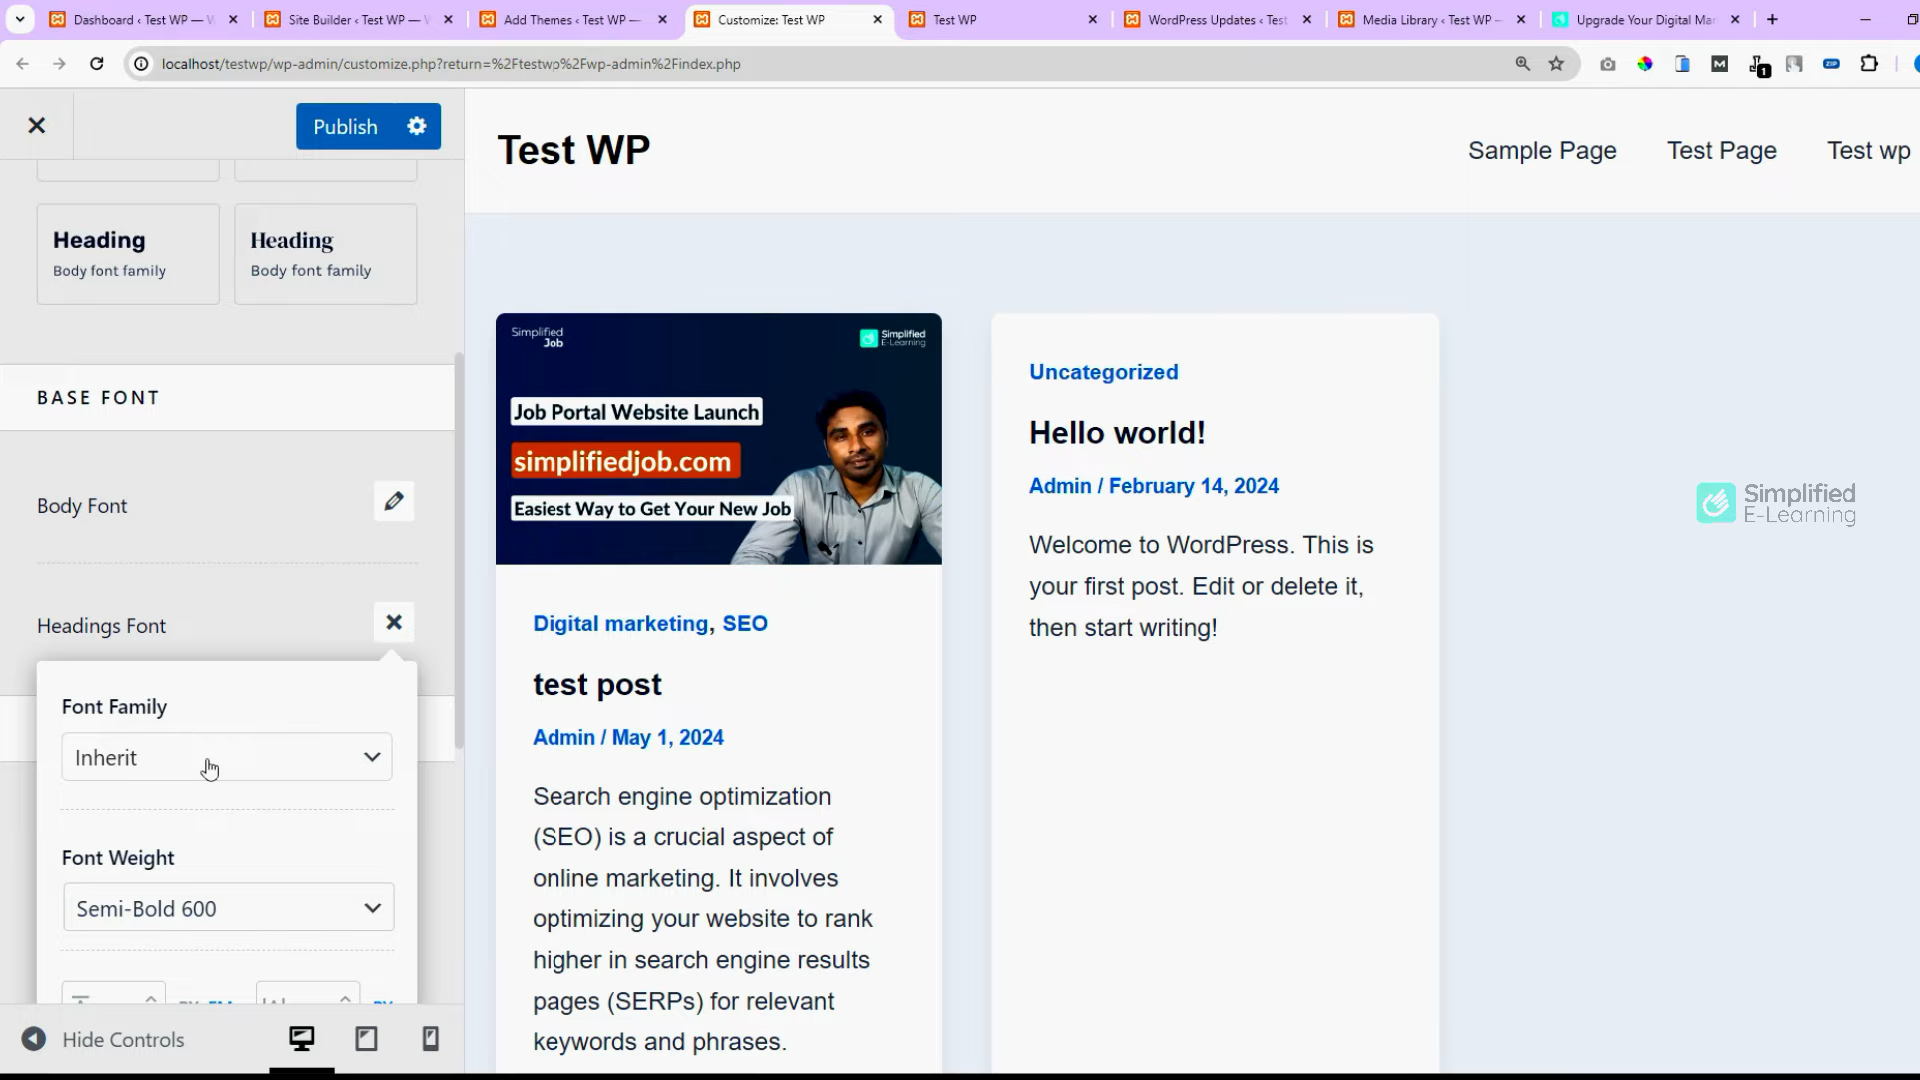 Dashboard ‹ Test WP —
Site Builder ‹ Test WP —
Add Themes ‹ Test WP —
Customize: Test WP
Test WP
WordPress Updates ‹ Test
Media Library ‹ Test WP —
Upgrade Your Digital Mar
localhost/testwp/wp-admin/customize.php?return=%2Ftestwp%2Fwp-admin%2Findex.php
1
ZIP
Publish
Test WP
Sample Page
Test Page
Test wp
Heading
Body font family
Heading
Body font family
BASE FONT
Body Font
Headings Font
Font Family
Inherit
Font Weight
Semi-Bold 600
Hide Controls
Simplified
Job
Simplified
E-Learning
Job Portal Website Launch
simplifiedjob.com
Easiest Way to Get Your New Job
Digital marketing, SEO
test post
Admin / May 1, 2024
Search engine optimization
(SEO) is a crucial aspect of
online marketing. It involves
optimizing your website to rank
higher in search engine results
pages (SERPs) for relevant
keywords and phrases.
Uncategorized
Hello world!
Admin / February 14, 2024
Welcome to WordPress. This is
your first post. Edit or delete it,
then start writing!
Simplified
E-Learning